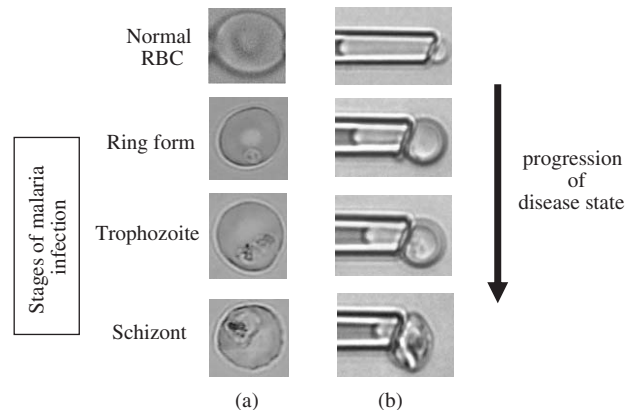 Normal
RBC
Ring form
Trophozoite
Schizont
Stages of malaria
infection
progression
of
disease state
(a)
(b)